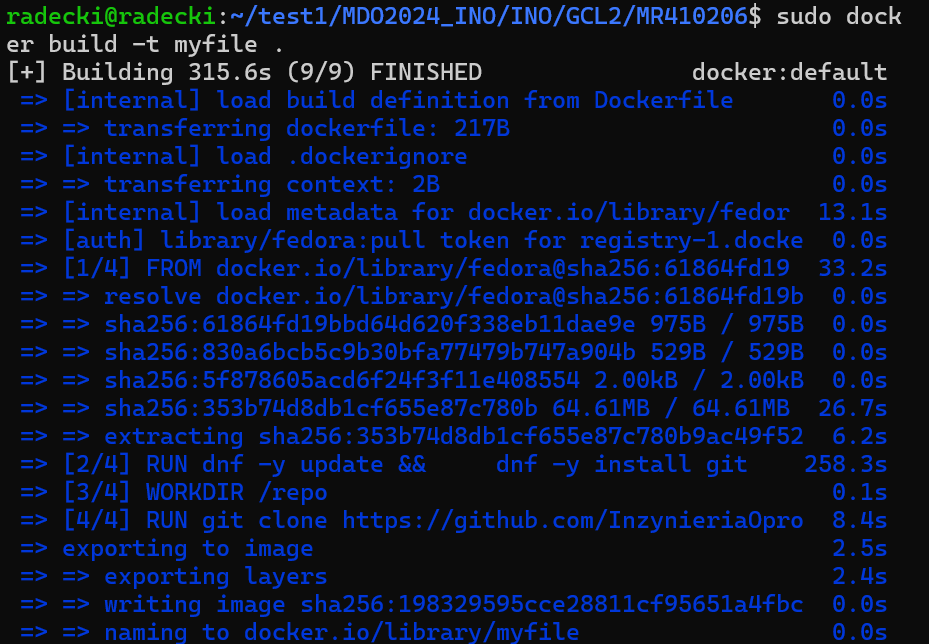 radecki@radecki:~/test1/MDO2024_INO/INO/GCL2/MR410206$ sudo dock
er build -t myfile .
[+] Building 315.6s (9/9) FINISHED docker:default
=> [internal] load build definition from Dockerfile 0.0s
=> => transferring dockerfile: 217B 0.0s
=> [internal] load .dockerignore 0.0s
=> => transferring context: 2B 0.0s
=> [internal] load metadata for docker.io/library/fedor 13.1s
=> [auth] library/fedora:pull token for registry-1.docke 0.0s
=> [1/4] FROM docker.io/library/fedora@sha256:61864fd19 33.2s
=> => resolve docker.io/library/fedora@sha256:61864fd19b 0.0s
=> => sha256:61864fd19bbd64d620f338eb11dae9e 975B / 975B 0.0s
=> => sha256:830a6bcb5c9b30bfa77479b747a904b 529B / 529B 0.0s
=> => sha256:5f878605acd6f24f3f11e408554 2.00kB / 2.00kB 0.0s
=> => sha256:353b74d8db1cf655e87c780b 64.61MB / 64.61MB 26.7s
=> => extracting sha256:353b74d8db1cf655e87c780b9ac49f52 6.2s
=> [2/4] RUN dnf -y update &&     dnf -y install git 258.3s
=> [3/4] WORKDIR /repo 0.1s
=> [4/4] RUN git clone https://github.com/InzynieriaOpro 8.4s
=> exporting to image 2.5s
=> => exporting layers 2.4s
=> => writing image sha256:198329595cce28811cf95651a4fbc 0.0s
=> => naming to docker.io/library/myfile 0.0s